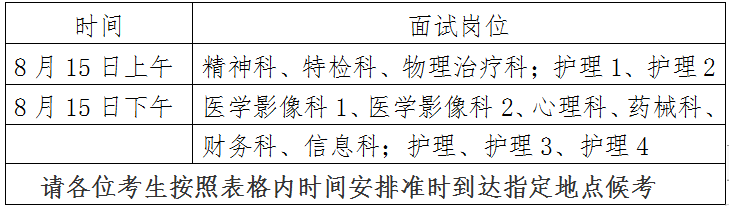 时间 面试岗位
8月15日上午 精神科、特检科、物理治疗科；护理1、护理2
8月15日下午 医学影像科1、医学影像科2、心理科、药械科、
财务科、信息科；护理、护理3、护理4
请各位考生按照表格内时间安排准时到达指定地点候考